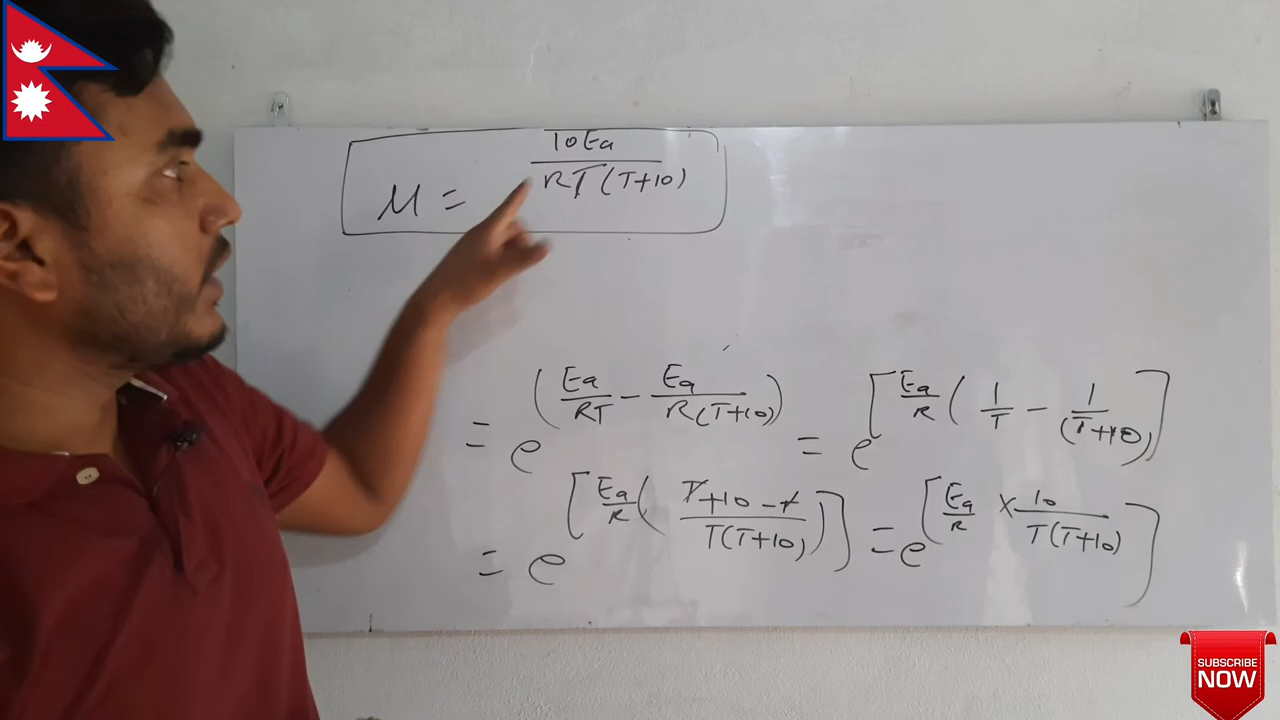 μ = 10Ea / RT(T+10)
= e^(Ea/RT - Ea/R(T+10)) = e^[Ea/R (1/T - 1/(T+10))]
= e^[Ea/R (T+10-T / T(T+10))] = e^[Ea/R × 10 / T(T+10)]
SUBSCRIBE
NOW